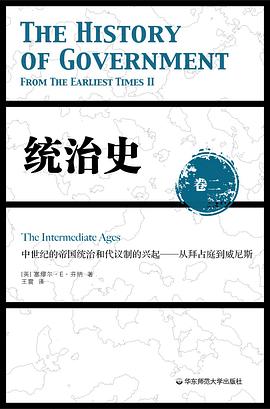 THE HISTORY
OF GOVERNMENT
FROM THE EARLIEST TIMES II
统治史
卷二
The Intermediate Ages
中世纪的帝国统治和代议制的兴起——从拜占庭到威尼斯
[英] 塞缪尔·E·芬纳 著
王震 译
华东师范大学出版社